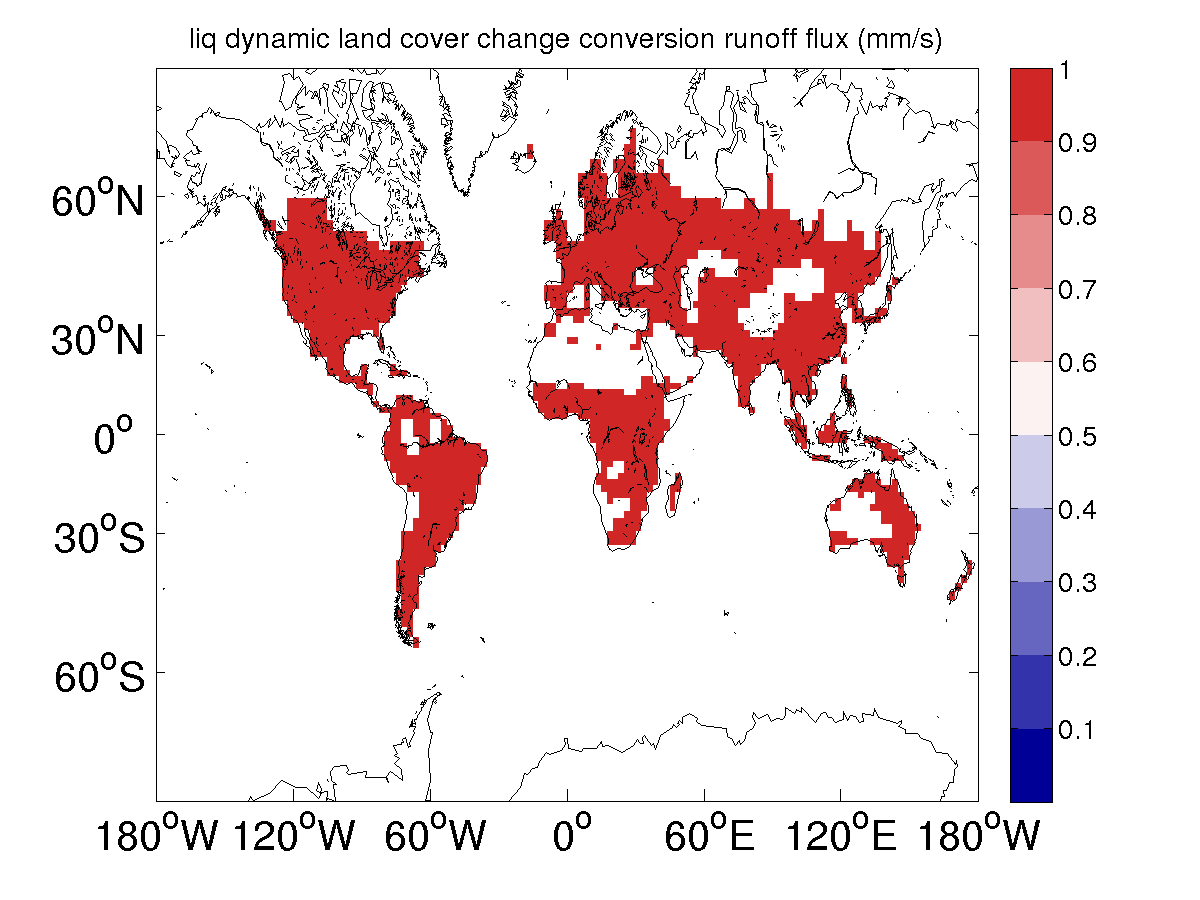 liq dynamic land cover change conversion runoff flux (mm/s)
1
0.9
0.8
0.7
0.6
0.5
0.4
0.3
0.2
0.1
60°N
30°N
0°
30°S
60°S
180°W 120°W 60°W 0° 60°E 120°E 180°W